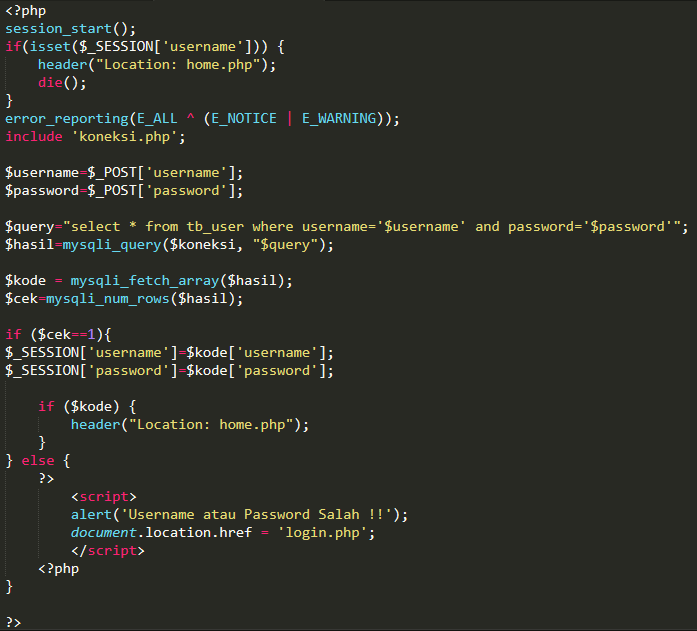 <?php
session_start();
if(isset($_SESSION['username'])) {
    header("Location: home.php");
    die();
}
error_reporting(E_ALL ^ (E_NOTICE | E_WARNING));
include 'koneksi.php';

$username=$_POST['username'];
$password=$_POST['password'];

$query="select * from tb_user where username='$username' and password='$password'";
$hasil=mysqli_query($koneksi, "$query");

$kode = mysqli_fetch_array($hasil);
$cek=mysqli_num_rows($hasil);

if ($cek==1){
$_SESSION['username']=$kode['username'];
$_SESSION['password']=$kode['password'];

    if ($kode) {
        header("Location: home.php");
    }
} else {
    ?>
        <script>
        alert('Username atau Password Salah !!');
        document.location.href = 'login.php';
        </script>
    <?php
}

?>